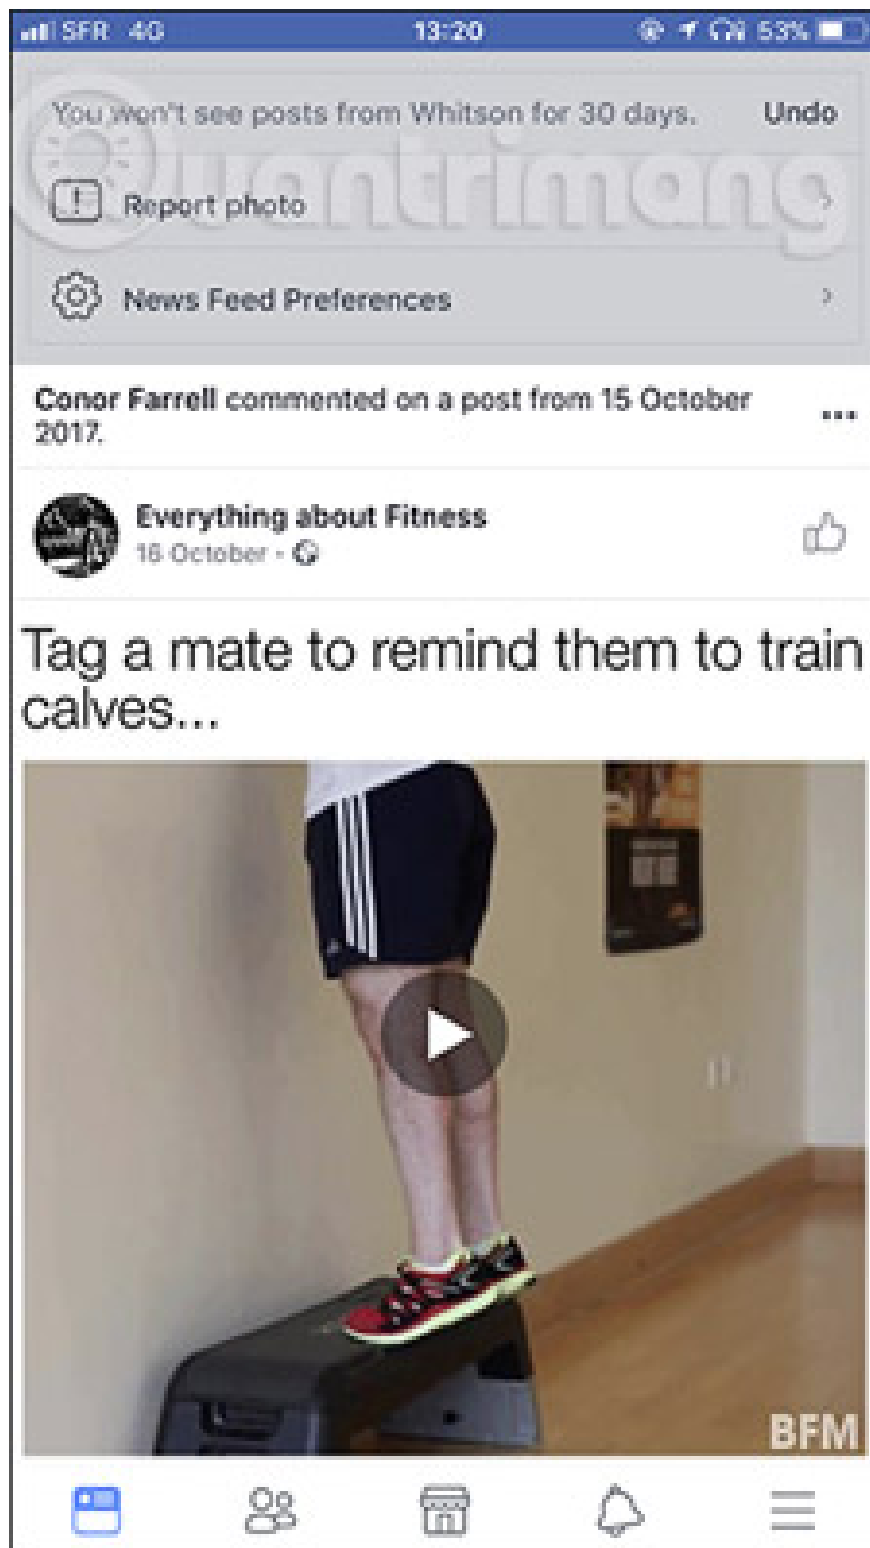 SFR 4G 13:20 53%
You won't see posts from Whitson for 30 days. Undo
Quantrimang
Report photo
News Feed Preferences
Conor Farrell commented on a post from 15 October
2017.
Everything about Fitness
16 October
Tag a mate to remind them to train
calves...
BFM